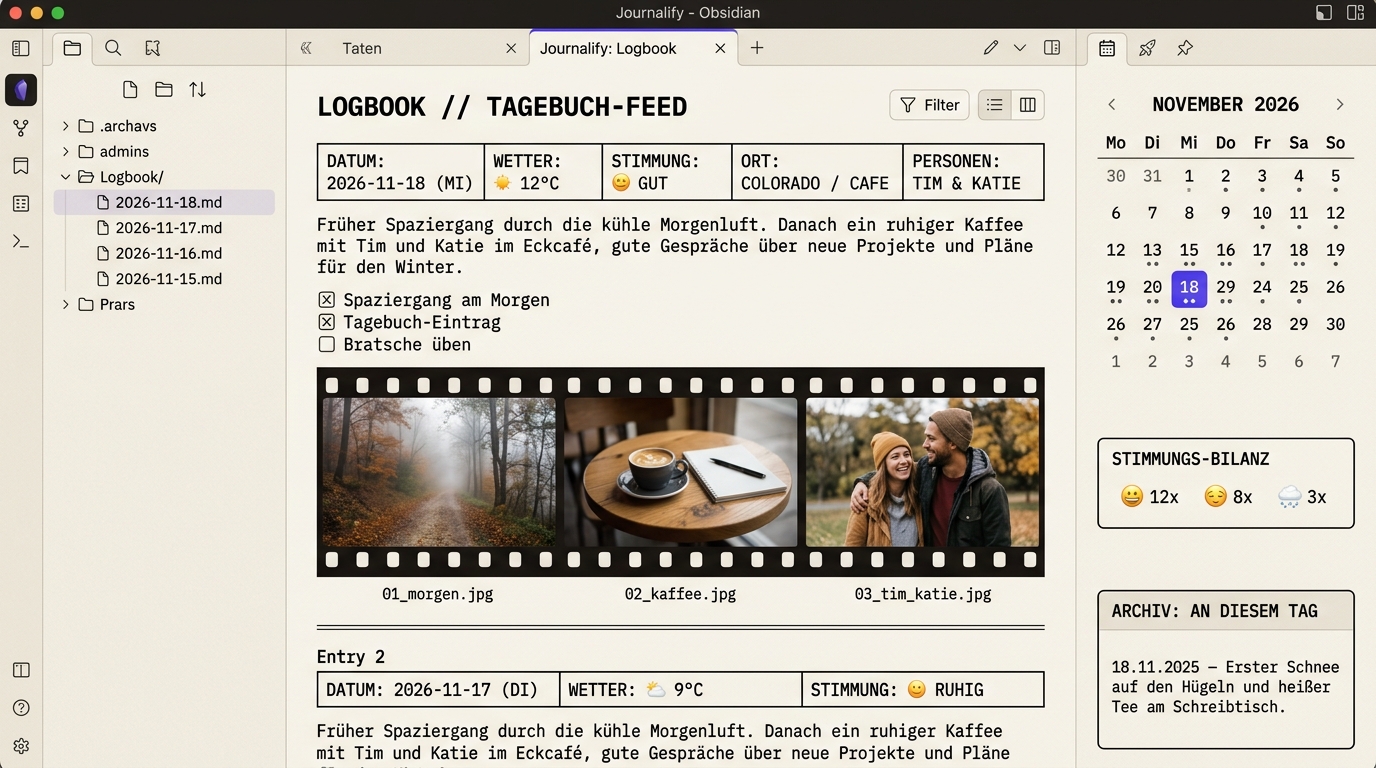 Journalify - Obsidian
Taten
Journalify: Logbook
.archavs
admins
Logbook/
2026-11-18.md
2026-11-17.md
2026-11-16.md
2026-11-15.md
Prars
LOGBOOK // TAGEBUCH-FEED
Filter
DATUM: WETTER: STIMMUNG: ORT: PERSONEN:
2026-11-18 (MI) ☀️ 12°C 😊 GUT COLORADO / CAFE TIM & KATIE
Früher Spaziergang durch die kühle Morgenluft. Danach ein ruhiger Kaffee
mit Tim und Katie im Eckcafé, gute Gespräche über neue Projekte und Pläne
für den Winter.
Spaziergang am Morgen
Tagebuch-Eintrag
Bratsche üben
01_morgen.jpg 02_kaffee.jpg 03_tim_katie.jpg
Entry 2
DATUM: 2026-11-17 (DI) WETTER: 🌤️ 9°C STIMMUNG: 🙂 RUHIG
Früher Spaziergang durch die kühle Morgenluft. Danach ein ruhiger Kaffee
mit Tim und Katie im Eckcafé, gute Gespräche über neue Projekte und Pläne
NOVEMBER 2026
Mo Di Mi Do Fr Sa So
30 31 1 2 3 4 5
6 7 8 9 10 11 12
12 13 15 16 17 18 19
19 20 18 29 24 25 26
26 27 25 26 28 29 30
1 2 3 4 5 6 7
STIMMUNGS-BILANZ
😀 12x 😌 8x 🌧️ 3x
ARCHIV: AN DIESEM TAG
18.11.2025 – Erster Schnee
auf den Hügeln und heißer
Tee am Schreibtisch.